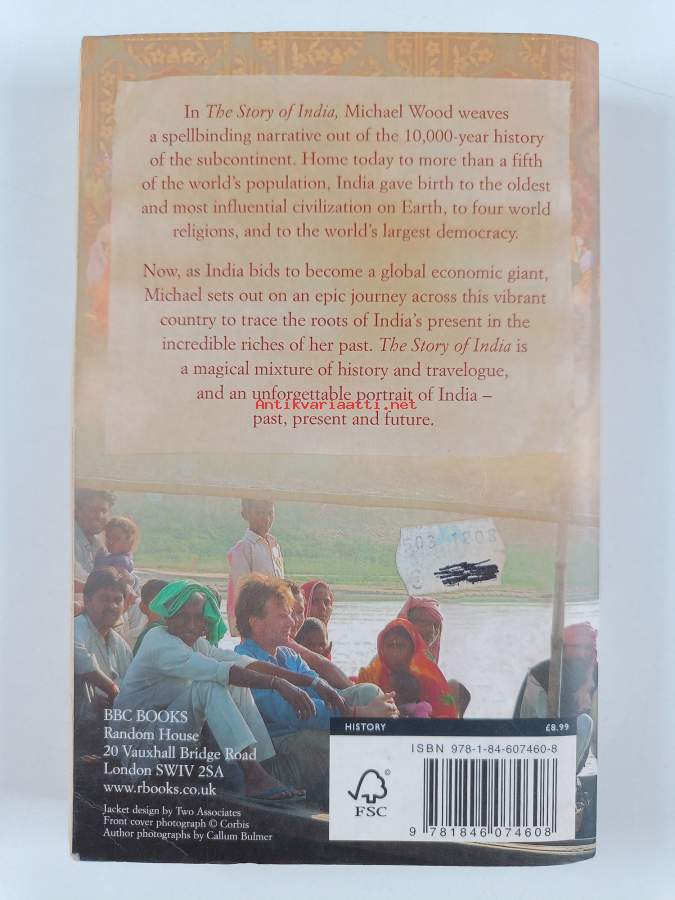 In The Story of India, Michael Wood weaves
a spellbinding narrative out of the 10,000-year history
of the subcontinent. Home today to more than a fifth
of the world's population, India gave birth to the oldest
and most influential civilization on Earth, to four world
religions, and to the world's largest democracy.
Now, as India bids to become a global economic giant,
Michael sets out on an epic journey across this vibrant
country to trace the roots of India's present in the
incredible riches of her past. The Story of India is
a magical mixture of history and travelogue,
and an unforgettable portrait of India –
Antikvariaatti.net
past, present and future.
BBC BOOKS
Random House
20 Vauxhall Bridge Road
London SW1V 2SA
www.rbooks.co.uk
Jacket design by Two Associates
Front cover photograph © Corbis
Author photographs by Callum Bulmer
HISTORY
£8.99
ISBN 978-1-84-607460-8
©
FSC
9 781846 074608